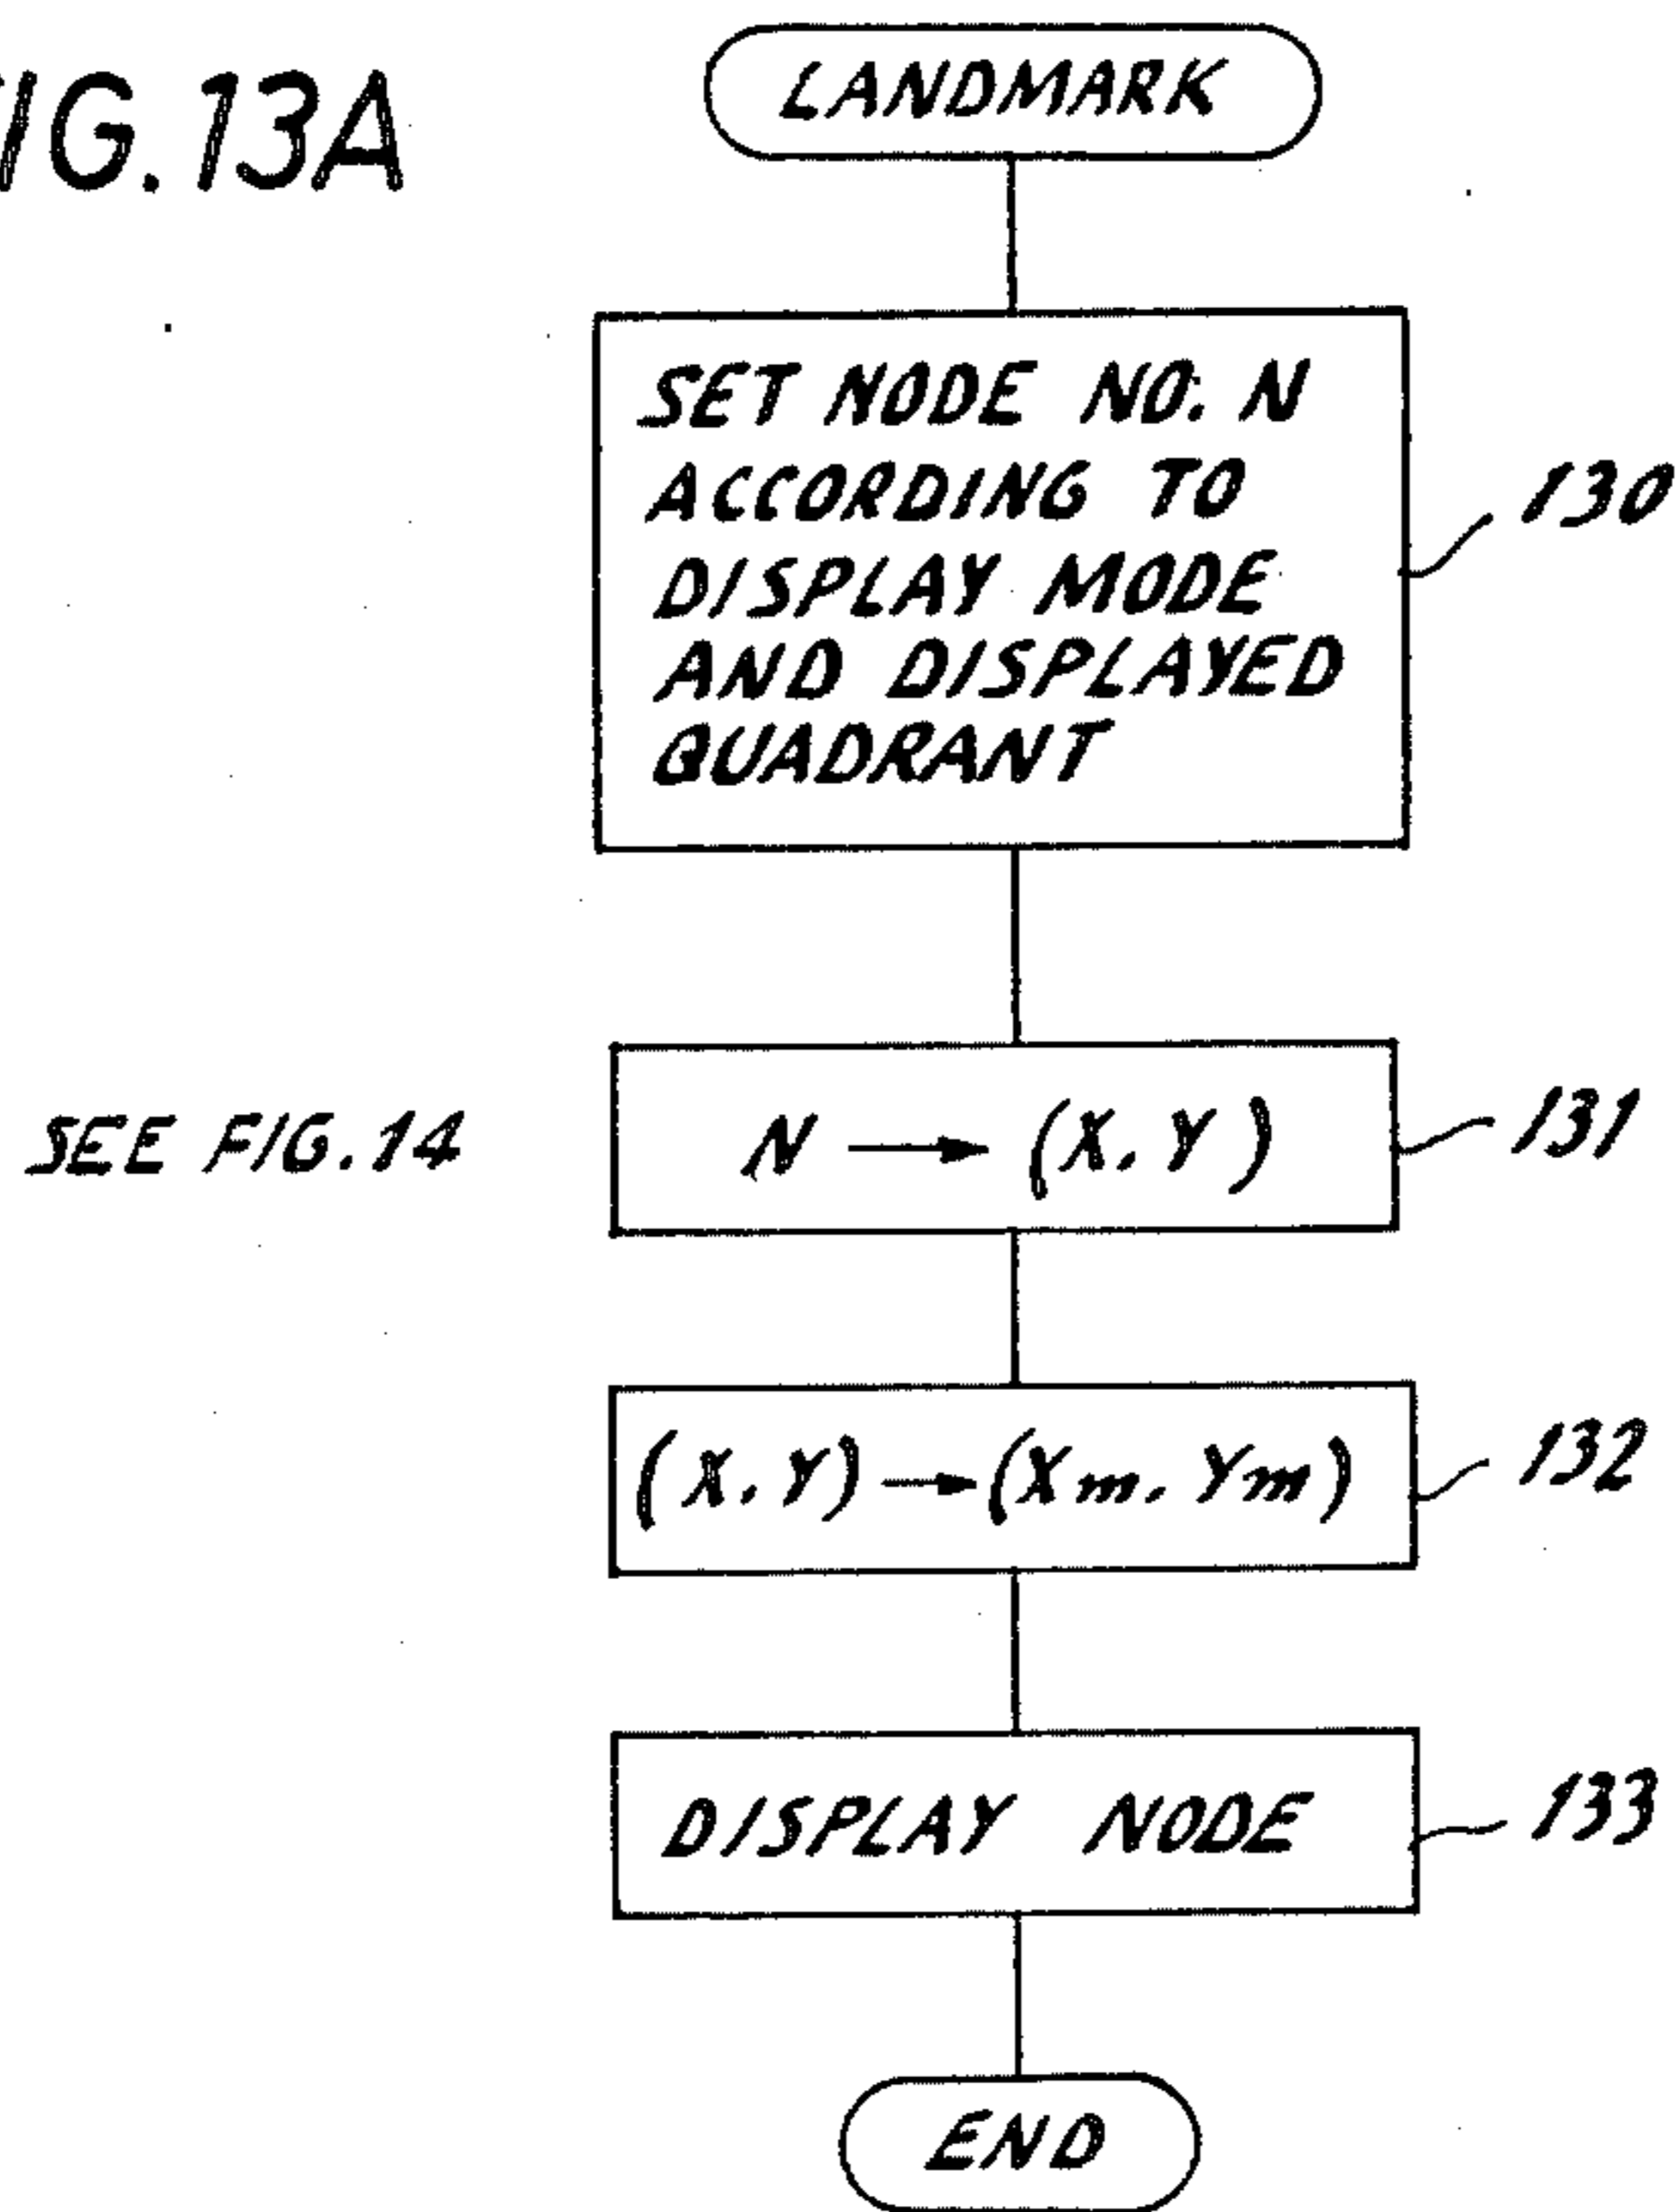 IG. 13A
LANDMARK
SET NODE NO. N
ACCORDING TO
DISPLAY MODE
AND DISPLAYED
QUADRANT
130
SEE FIG. 14
N → (X, Y)
131
(X, Y) → (Xm, Ym)
132
DISPLAY NODE
133
END